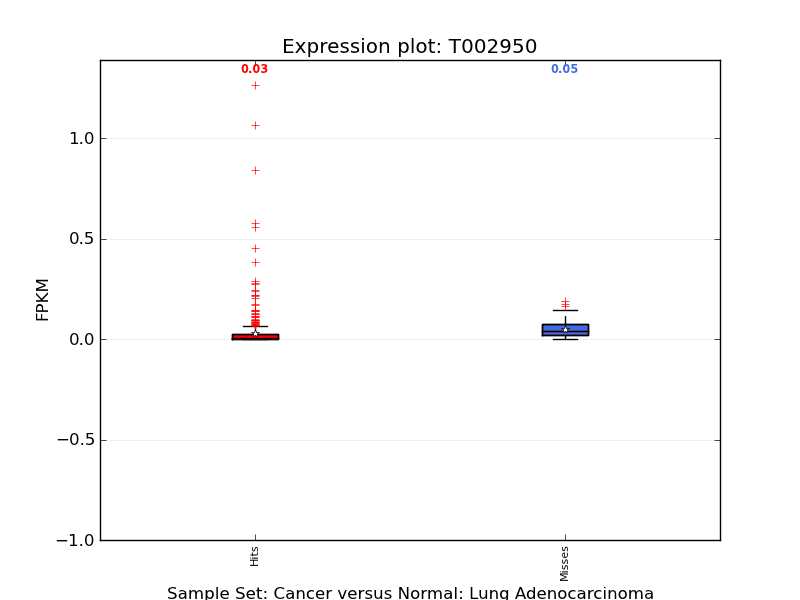 Expression plot: T002950
0.03
0.05
1.0
0.5
0.0
−0.5
−1.0
FPKM
Hits
Misses
Sample Set: Cancer versus Normal: Lung Adenocarcinoma